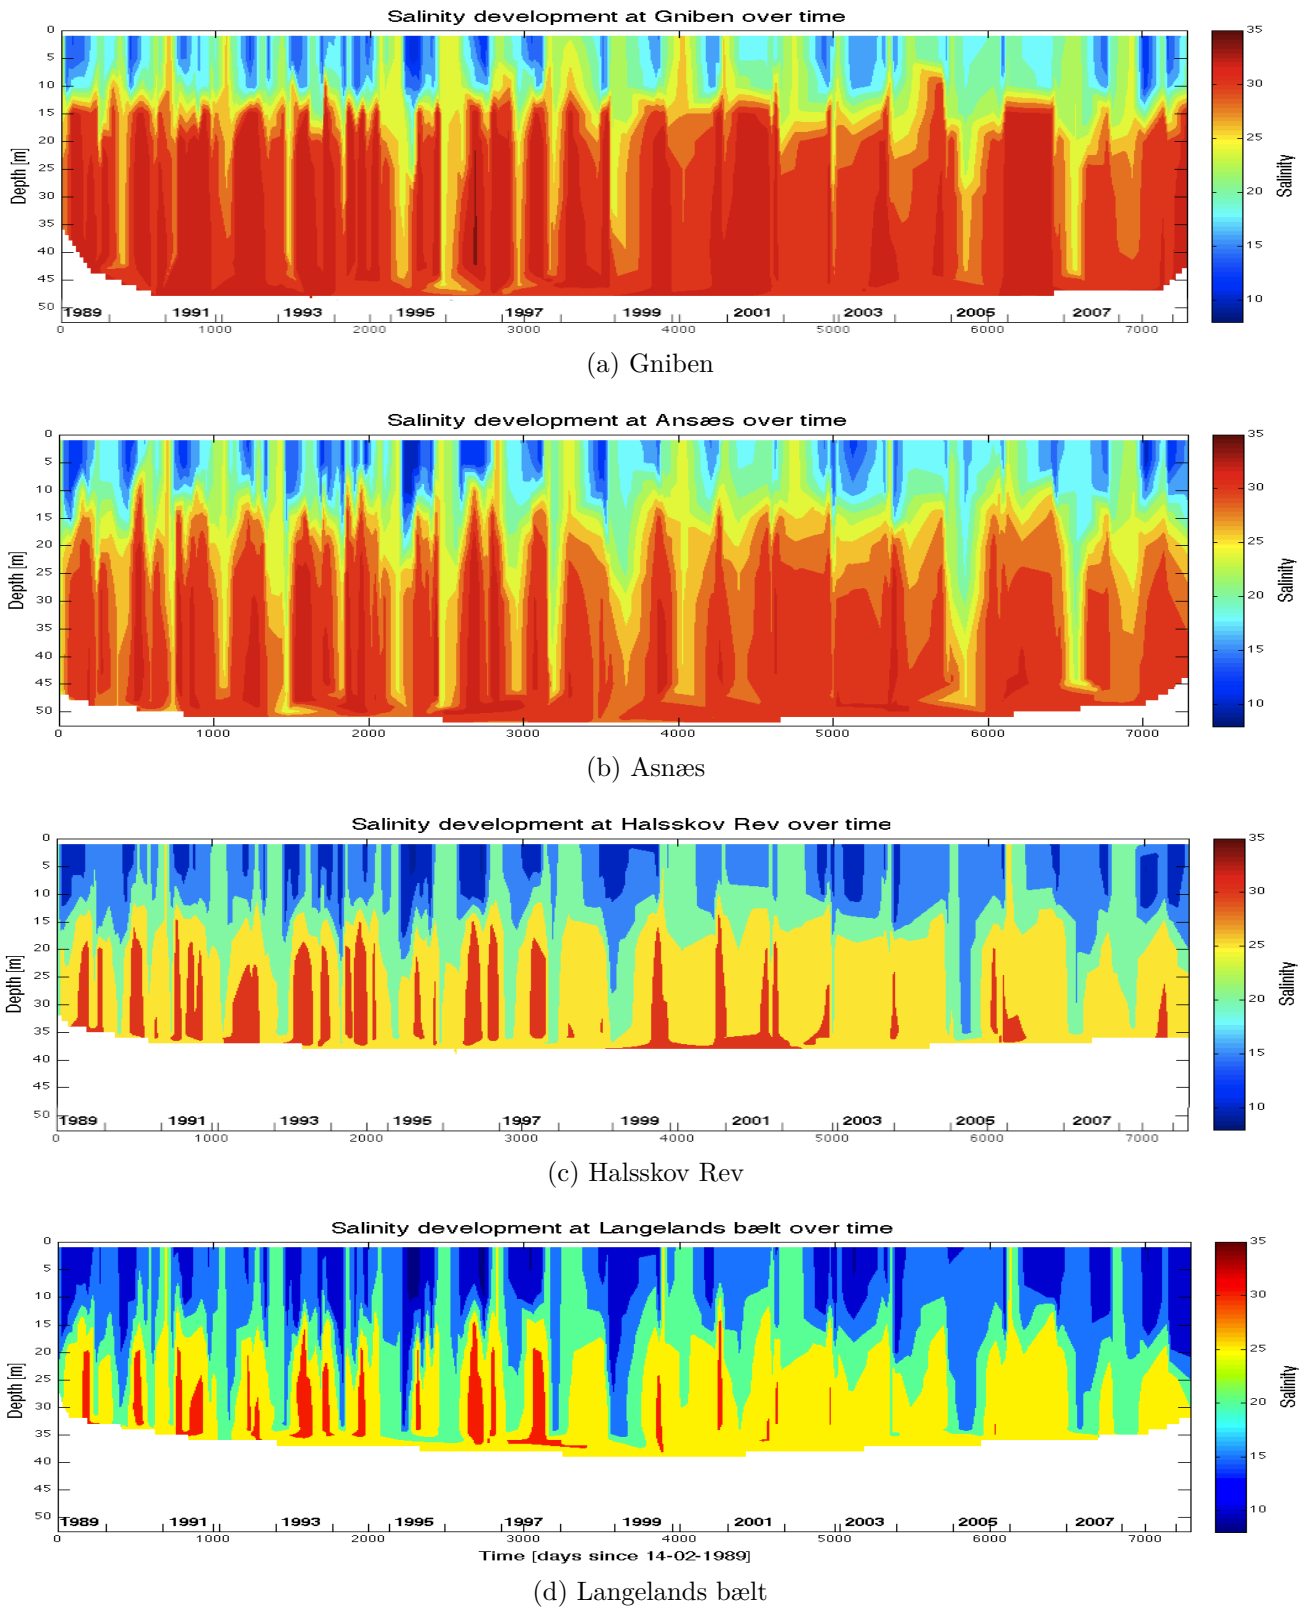 Salinity development at Gniben over time
0
5
10
15
20
25
30
35
40
45
50
Depth [m]
1989 1991 1993 1995 1997 1999 2001 2003 2005 2007
0 1000 2000 3000 4000 5000 6000 7000
35
30
25
20
15
10
Salinity
(a) Gniben
Salinity development at Ansæs over time
0
5
10
15
20
25
30
35
40
45
50
Depth [m]
0 1000 2000 3000 4000 5000 6000 7000
35
30
25
20
15
10
Salinity
(b) Asnæs
Salinity development at Halsskov Rev over time
0
5
10
15
20
25
30
35
40
45
50
Depth [m]
1989 1991 1993 1995 1997 1999 2001 2003 2005 2007
0 1000 2000 3000 4000 5000 6000 7000
35
30
25
20
15
10
Salinity
(c) Halsskov Rev
Salinity development at Langelands bælt over time
0
5
10
15
20
25
30
35
40
45
50
Depth [m]
1989 1991 1993 1995 1997 1999 2001 2003 2005 2007
0 1000 2000 3000 4000 5000 6000 7000
Time [days since 14-02-1989]
35
30
25
20
15
10
Salinity
(d) Langelands bælt